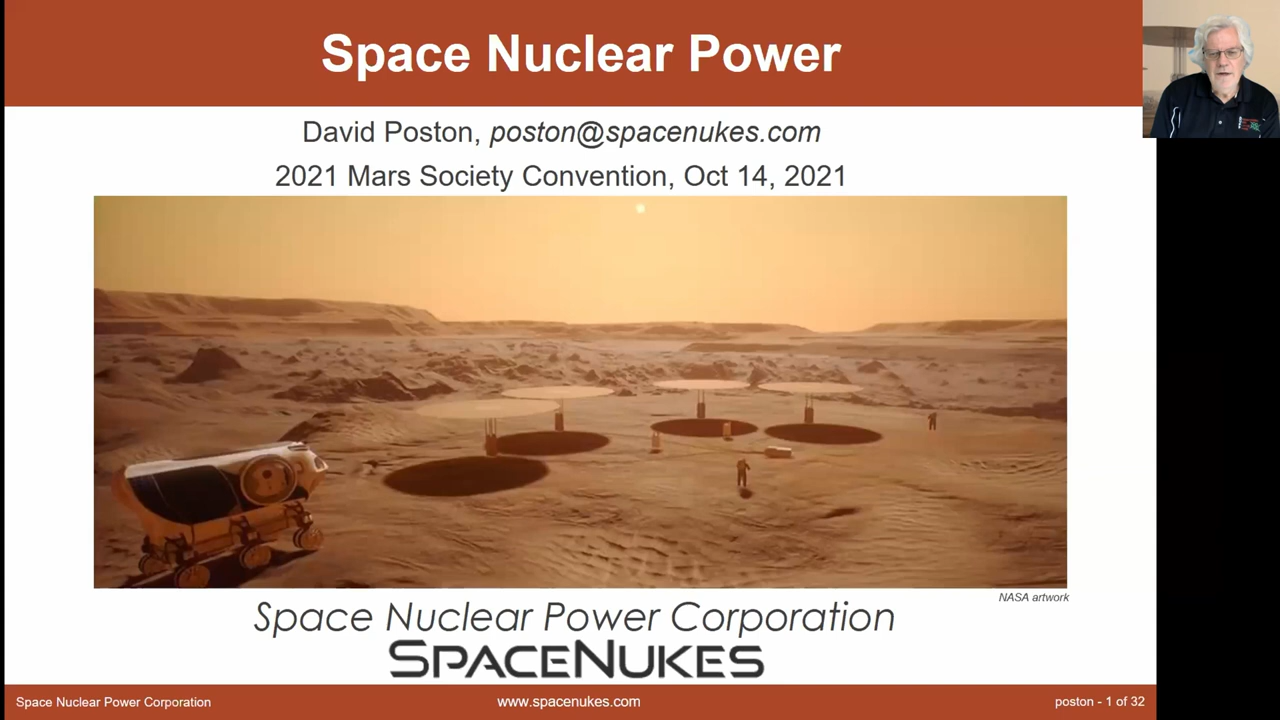 Space Nuclear Power
David Poston, poston@spacenukes.com
2021 Mars Society Convention, Oct 14, 2021
NASA artwork
Space Nuclear Power Corporation
SPACENUKES
Space Nuclear Power Corporation
www.spacenukes.com
poston - 1 of 32